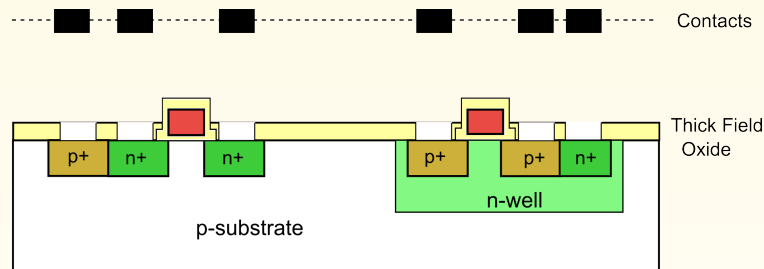 Contacts
Thick Field
Oxide
p+
n+
n+
p+
p+
n+
n-well
p-substrate